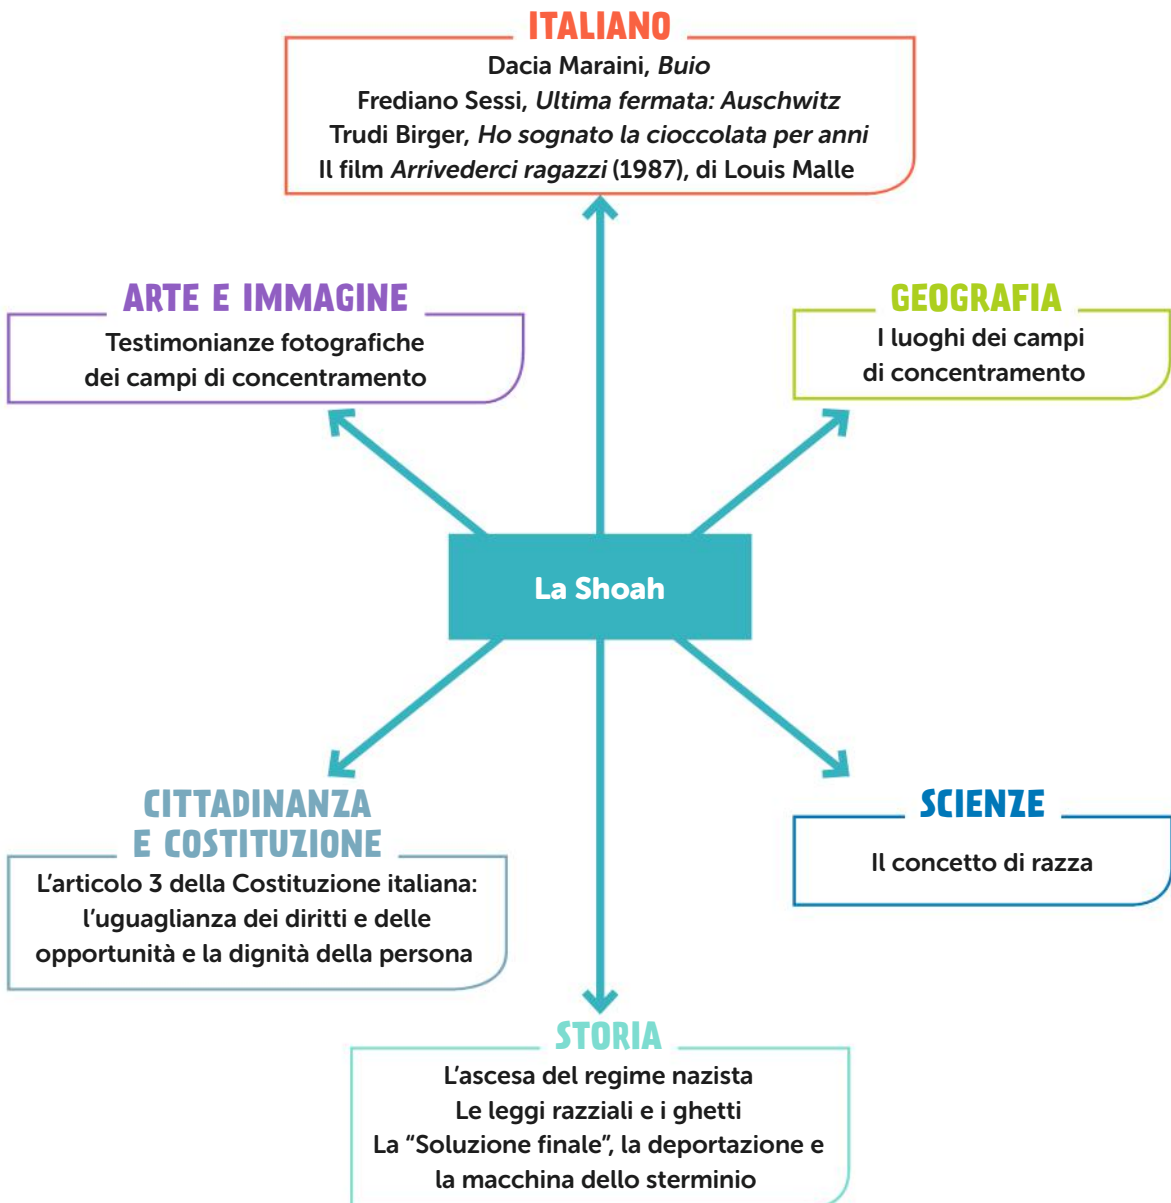 ITALIANO
Dacia Maraini, Buio
Frediano Sessi, Ultima fermata: Auschwitz
Trudi Birger, Ho sognato la cioccolata per anni
Il film Arrivederci ragazzi (1987), di Louis Malle
ARTE E IMMAGINE
Testimonianze fotografiche
dei campi di concentramento
GEOGRAFIA
I luoghi dei campi
di concentramento
La Shoah
CITTADINANZA
E COSTITUZIONE
L'articolo 3 della Costituzione italiana:
l'uguaglianza dei diritti e delle
opportunità e la dignità della persona
SCIENZE
Il concetto di razza
STORIA
L'ascesa del regime nazista
Le leggi razziali e i ghetti
La “Soluzione finale”, la deportazione e
la macchina dello sterminio